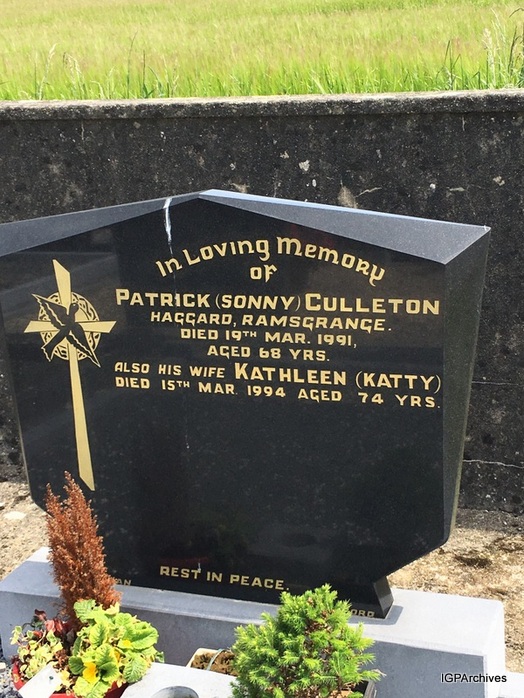 In Loving Memory
OF
PATRICK (SONNY) CULLETON
HAGGARD, RAMSGRANGE.
DIED 19TH MAR. 1991,
AGED 68 YRS.
ALSO HIS WIFE KATHLEEN (KATTY)
DIED 15TH MAR. 1994 AGED 74 YRS.
REST IN PEACE.
IGPArchives